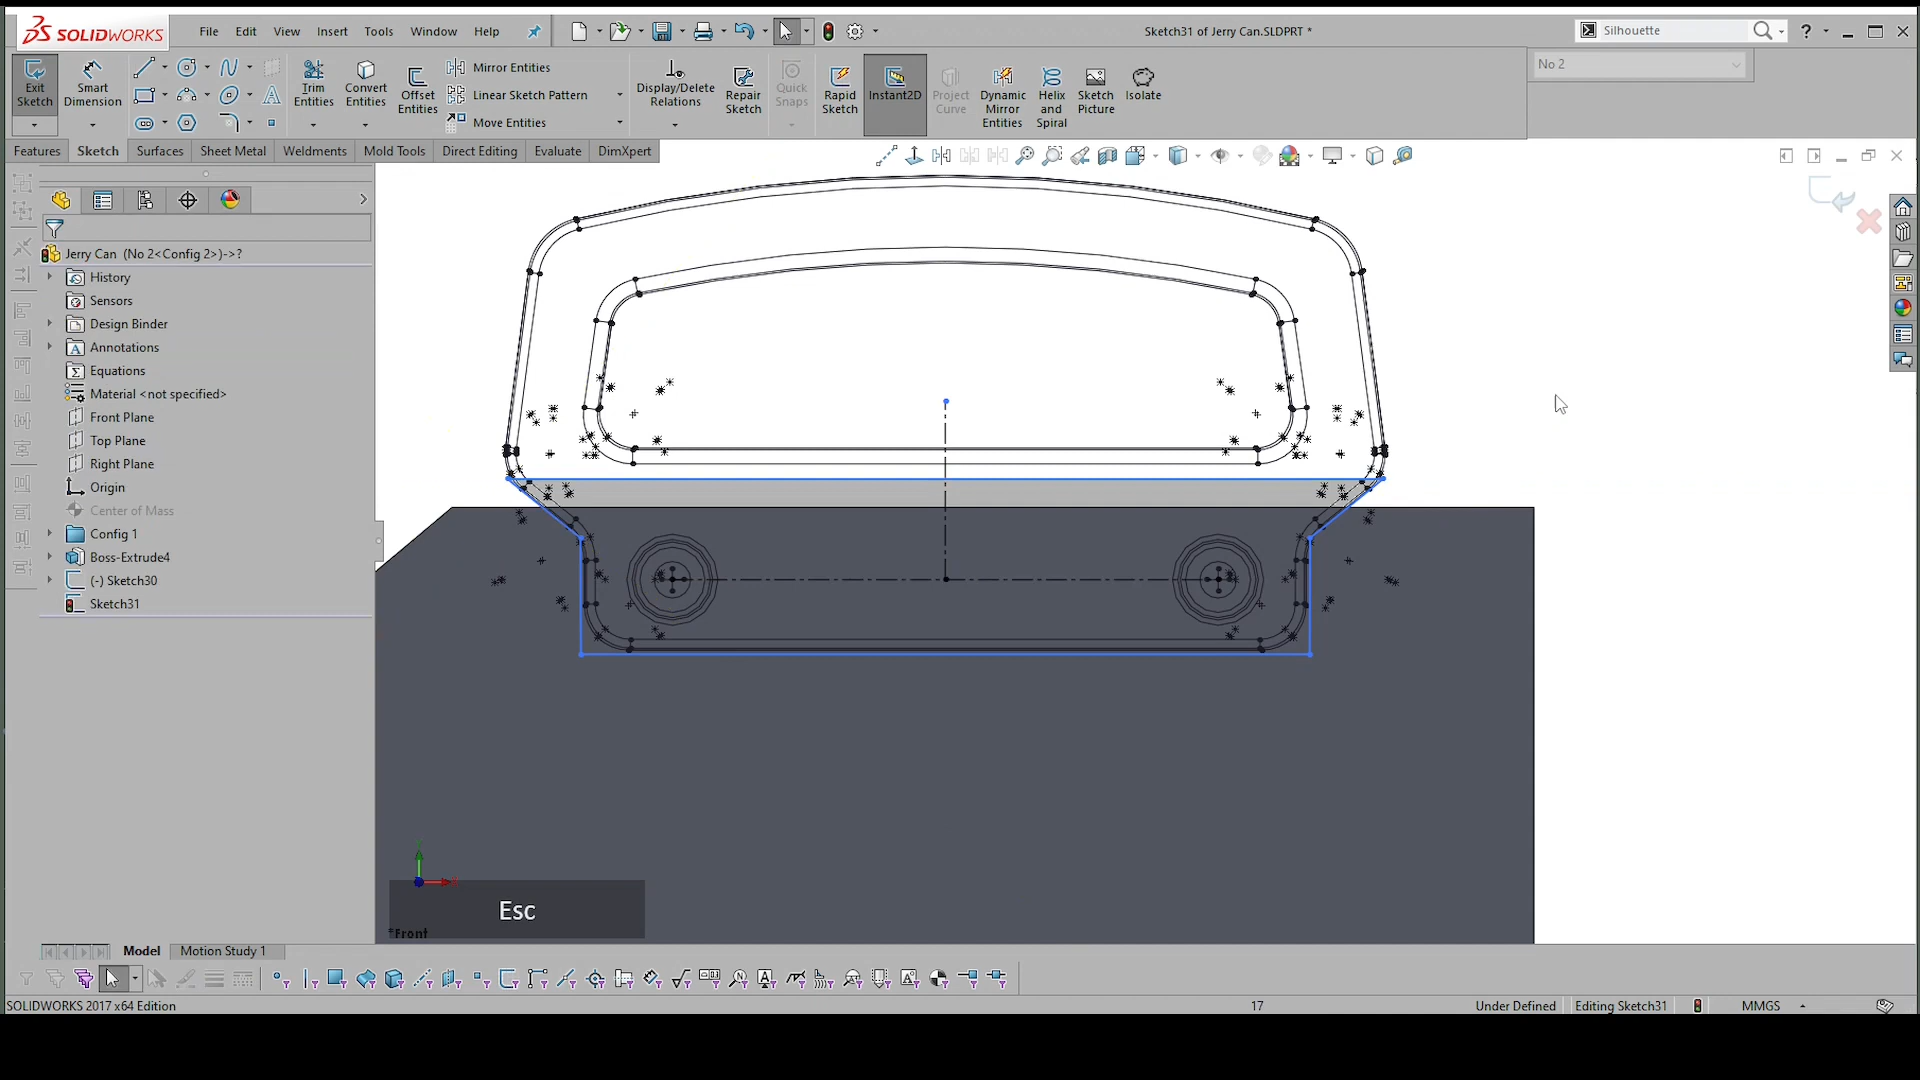 SOLIDWORKS
File Edit View Insert Tools Window Help
Sketch31 of Jerry Can.SLDPRT *
Silhouette
No 2
Exit Sketch
Smart Dimension
Trim Entities
Convert Entities
Offset Entities
Mirror Entities
Linear Sketch Pattern
Move Entities
Display/Delete Relations
Repair Sketch
Quick Snaps
Rapid Sketch
Instant2D
Project Curve
Dynamic Mirror Entities
Helix and Spiral
Sketch Picture
Isolate
Features Sketch Surfaces Sheet Metal Weldments Mold Tools Direct Editing Evaluate DimXpert
Jerry Can (No 2<Config 2>)->?
History
Sensors
Design Binder
Annotations
Equations
Material <not specified>
Front Plane
Top Plane
Right Plane
Origin
Center of Mass
Config 1
Boss-Extrude4
(-) Sketch30
Sketch31
Esc
*Front
Model Motion Study 1
SOLIDWORKS 2017 x64 Edition
17
Under Defined
Editing Sketch31
MMGS